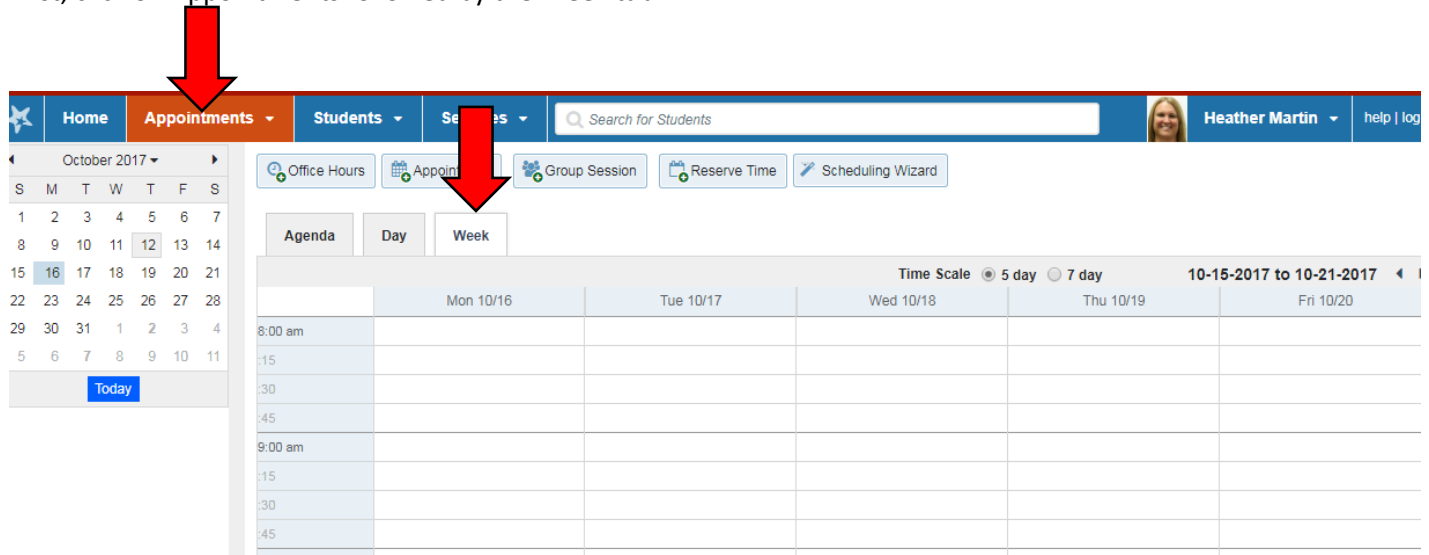 Home Appointments Students Search for Students Heather Martin help | log
October 2017
S M T W T F S
1 2 3 4 5 6 7
8 9 10 11 12 13 14
15 16 17 18 19 20 21
22 23 24 25 26 27 28
29 30 31 1 2 3 4
5 6 7 8 9 10 11
Today
Office Hours Group Session Reserve Time Scheduling Wizard
Agenda Day Week
Time Scale 5 day 7 day 10-15-2017 to 10-21-2017
Mon 10/16 Tue 10/17 Wed 10/18 Thu 10/19 Fri 10/20
8:00 am
:15
:30
:45
9:00 am
:15
:30
:45